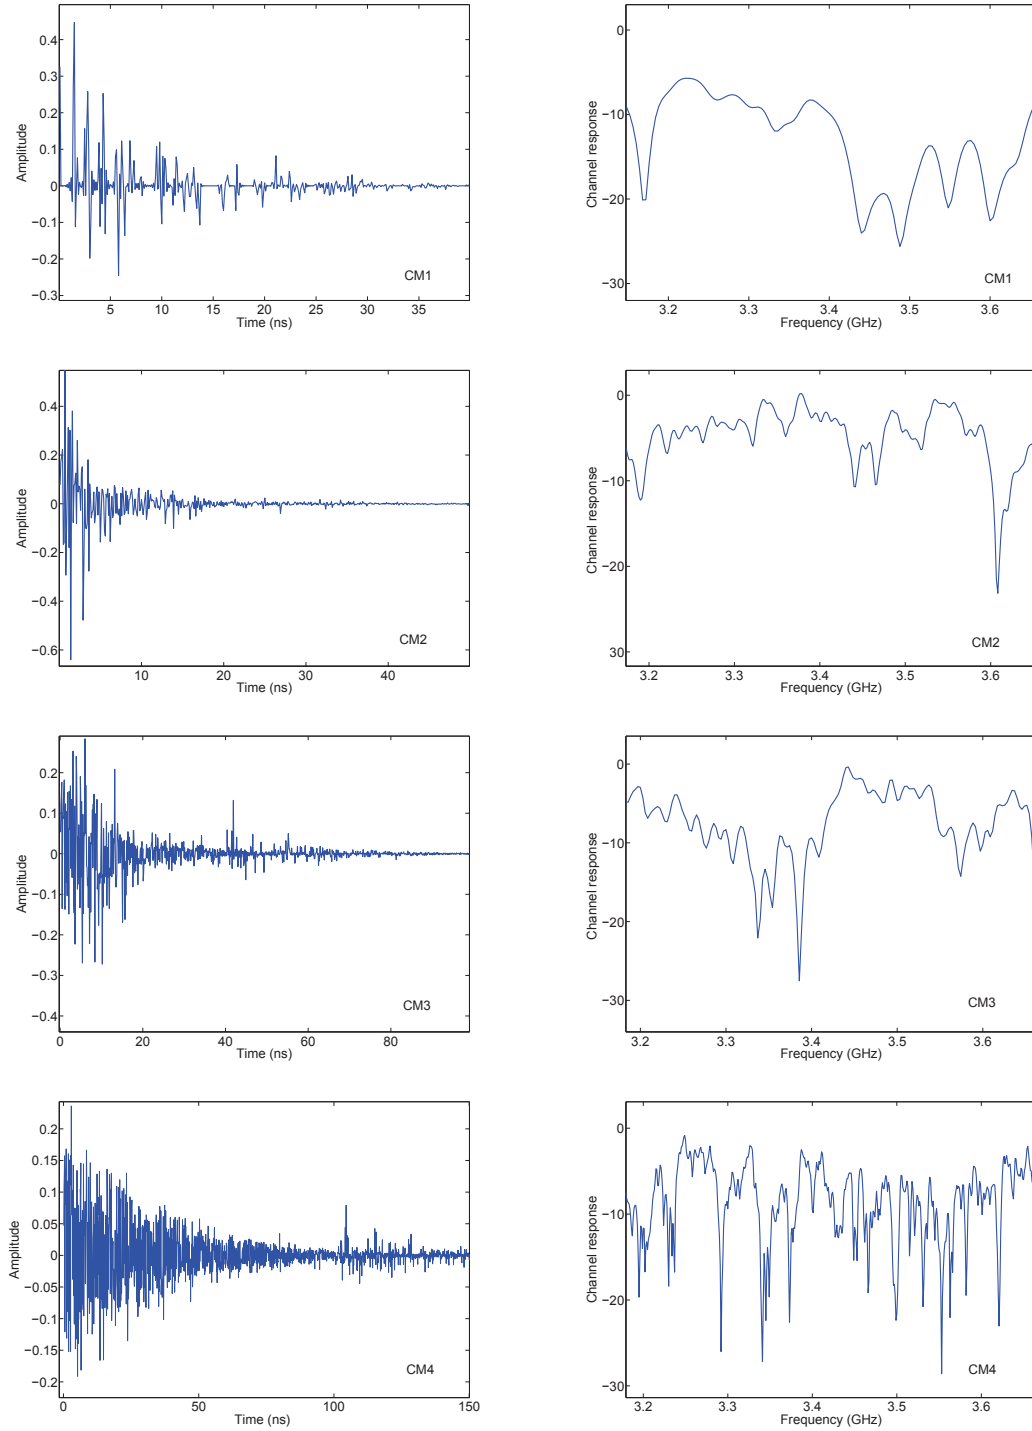 0.4
0.3
0.2
0.1
0
−0.1
−0.2
−0.3
Amplitude
5 10 15 20 25 30 35
Time (ns)
CM1
0
−10
−20
−30
Channel response
3.2 3.3 3.4 3.5 3.6
Frequency (GHz)
CM1
0.4
0.2
0
−0.2
−0.4
−0.6
Amplitude
10 20 30 40
Time (ns)
CM2
0
−10
−20
30
Channel response
3.2 3.3 3.4 3.5 3.6
Frequency (GHz)
CM2
0.2
0.1
0
−0.1
−0.2
−0.3
−0.4
Amplitude
0 20 40 60 80
Time (ns)
CM3
0
−10
−20
−30
Channel response
3.2 3.3 3.4 3.5 3.6
Frequency (GHz)
CM3
0.2
0.15
0.1
0.05
0
−0.05
−0.1
−0.15
−0.2
Amplitude
0 50 100 150
Time (ns)
CM4
0
−10
−20
−30
Channel response
3.2 3.3 3.4 3.5 3.6
Frequency (GHz)
CM4